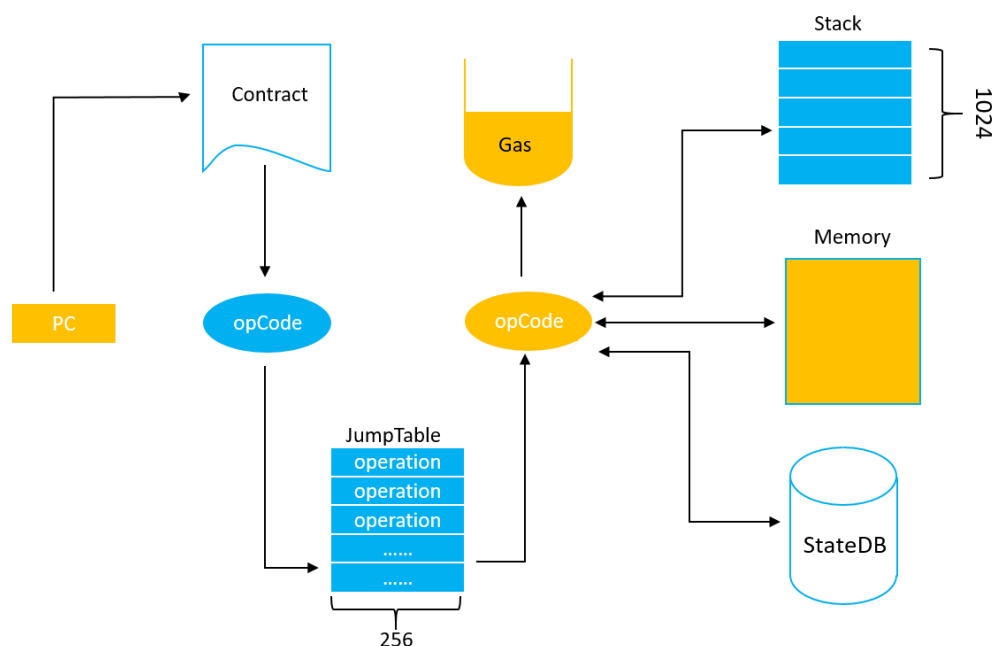 Stack
Contract
1024
Gas
Memory
PC
opCode
opCode
JumpTable
operation
operation
operation
......
......
StateDB
256